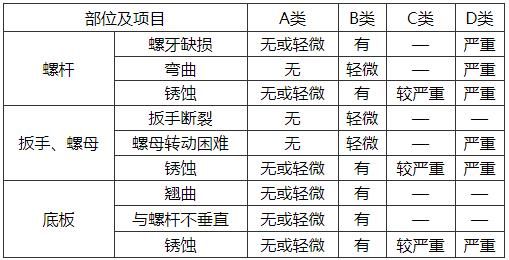 部位及项目 A类 B类 C类 D类
螺杆 螺牙缺损 无或轻微 有 — 严重
弯曲 无 轻微 — 严重
锈蚀 无或轻微 有 较严重 严重
扳手、螺母 扳手断裂 无 轻微 — —
螺母转动困难 无 轻微 — 严重
锈蚀 无或轻微 有 较严重 严重
底板 翘曲 无或轻微 有 — —
与螺杆不垂直 无或轻微 有 — —
锈蚀 无或轻微 有 较严重 严重